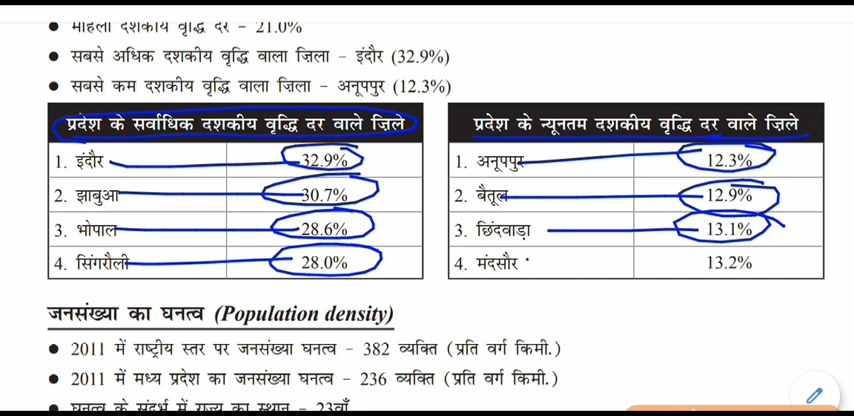 महिला दशकीय वृद्धि दर - 21.0%
सबसे अधिक दशकीय वृद्धि वाला ज़िला - इंदौर (32.9%)
सबसे कम दशकीय वृद्धि वाला ज़िला - अनूपपुर (12.3%)
प्रदेश के सर्वाधिक दशकीय वृद्धि दर वाले ज़िले
1. इंदौर 32.9%
2. झाबुआ 30.7%
3. भोपाल 28.6%
4. सिंगरौली 28.0%
प्रदेश के न्यूनतम दशकीय वृद्धि दर वाले ज़िले
1. अनूपपुर 12.3%
2. बैतूल 12.9%
3. छिंदवाड़ा 13.1%
4. मंदसौर 13.2%
जनसंख्या का घनत्व (Population density)
2011 में राष्ट्रीय स्तर पर जनसंख्या घनत्व - 382 व्यक्ति (प्रति वर्ग किमी.)
2011 में मध्य प्रदेश का जनसंख्या घनत्व - 236 व्यक्ति (प्रति वर्ग किमी.)
घनत्व के संदर्भ में राज्य का स्थान - 23वाँ